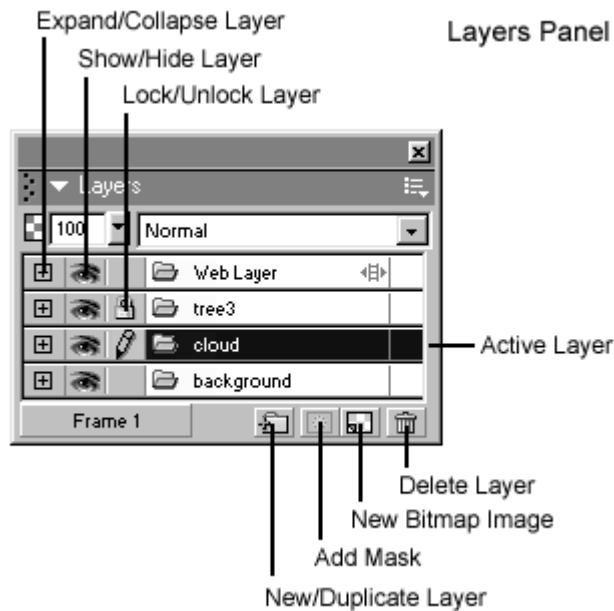 Expand/Collapse Layer
Layers Panel
Show/Hide Layer
Lock/Unlock Layer
Layers
100
Normal
Web Layer
tree3
cloud
Active Layer
background
Frame 1
Delete Layer
New Bitmap Image
Add Mask
New/Duplicate Layer